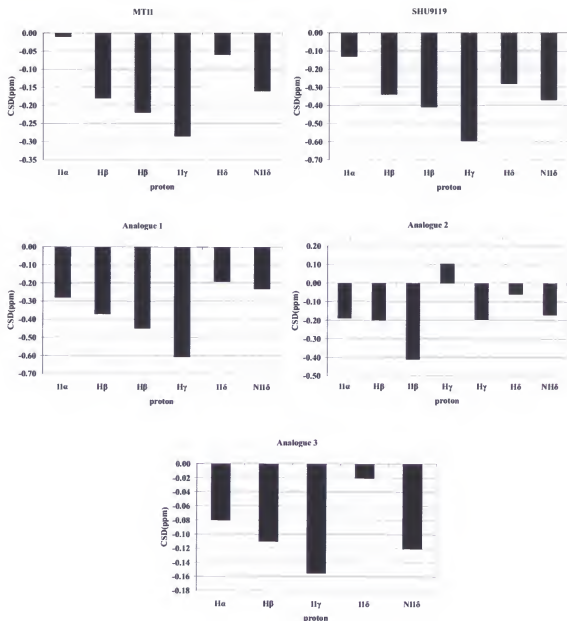 MTII
0.00
-0.05
-0.10
-0.15
-0.20
-0.25
-0.30
-0.35
CSD(ppm)
Hα Hβ Hβ Hγ Hδ NHδ
proton
SHU9119
0.00
-0.10
-0.20
-0.30
-0.40
-0.50
-0.60
-0.70
CSD(ppm)
Hα Hβ Hβ Hγ Hδ NHδ
proton
Analogue 1
0.00
-0.10
-0.20
-0.30
-0.40
-0.50
-0.60
-0.70
CSD(ppm)
Hα Hβ Hβ Hγ Hδ NHδ
proton
Analogue 2
0.20
0.10
0.00
-0.10
-0.20
-0.30
-0.40
-0.50
CSD(ppm)
Hα Hβ Hβ Hγ Hγ Hδ NHδ
proton
Analogue 3
0.00
-0.02
-0.04
-0.06
-0.08
-0.10
-0.12
-0.14
-0.16
-0.18
CSD(ppm)
Hα Hβ Hγ Hδ NHδ
proton